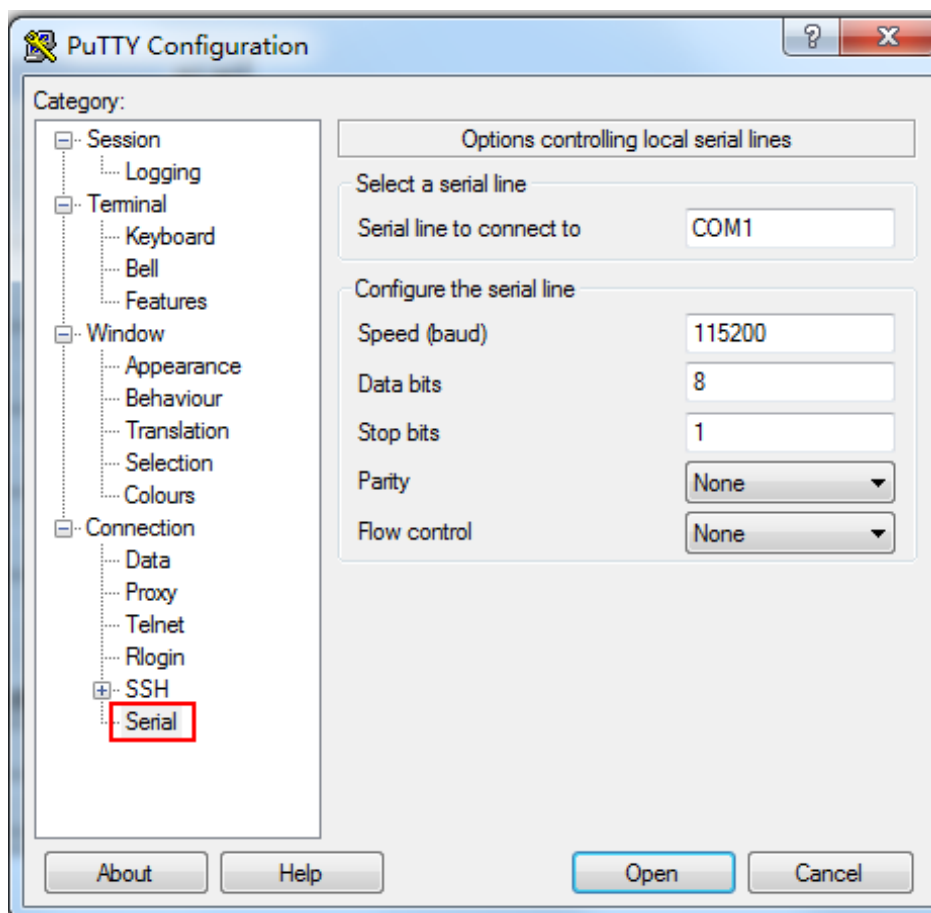 PuTTY Configuration
Category:
Session
Logging
Terminal
Keyboard
Bell
Features
Window
Appearance
Behaviour
Translation
Selection
Colours
Connection
Data
Proxy
Telnet
Rlogin
SSH
Serial
Options controlling local serial lines
Select a serial line
Serial line to connect to COM1
Configure the serial line
Speed (baud) 115200
Data bits 8
Stop bits 1
Parity None
Flow control None
About Help Open Cancel